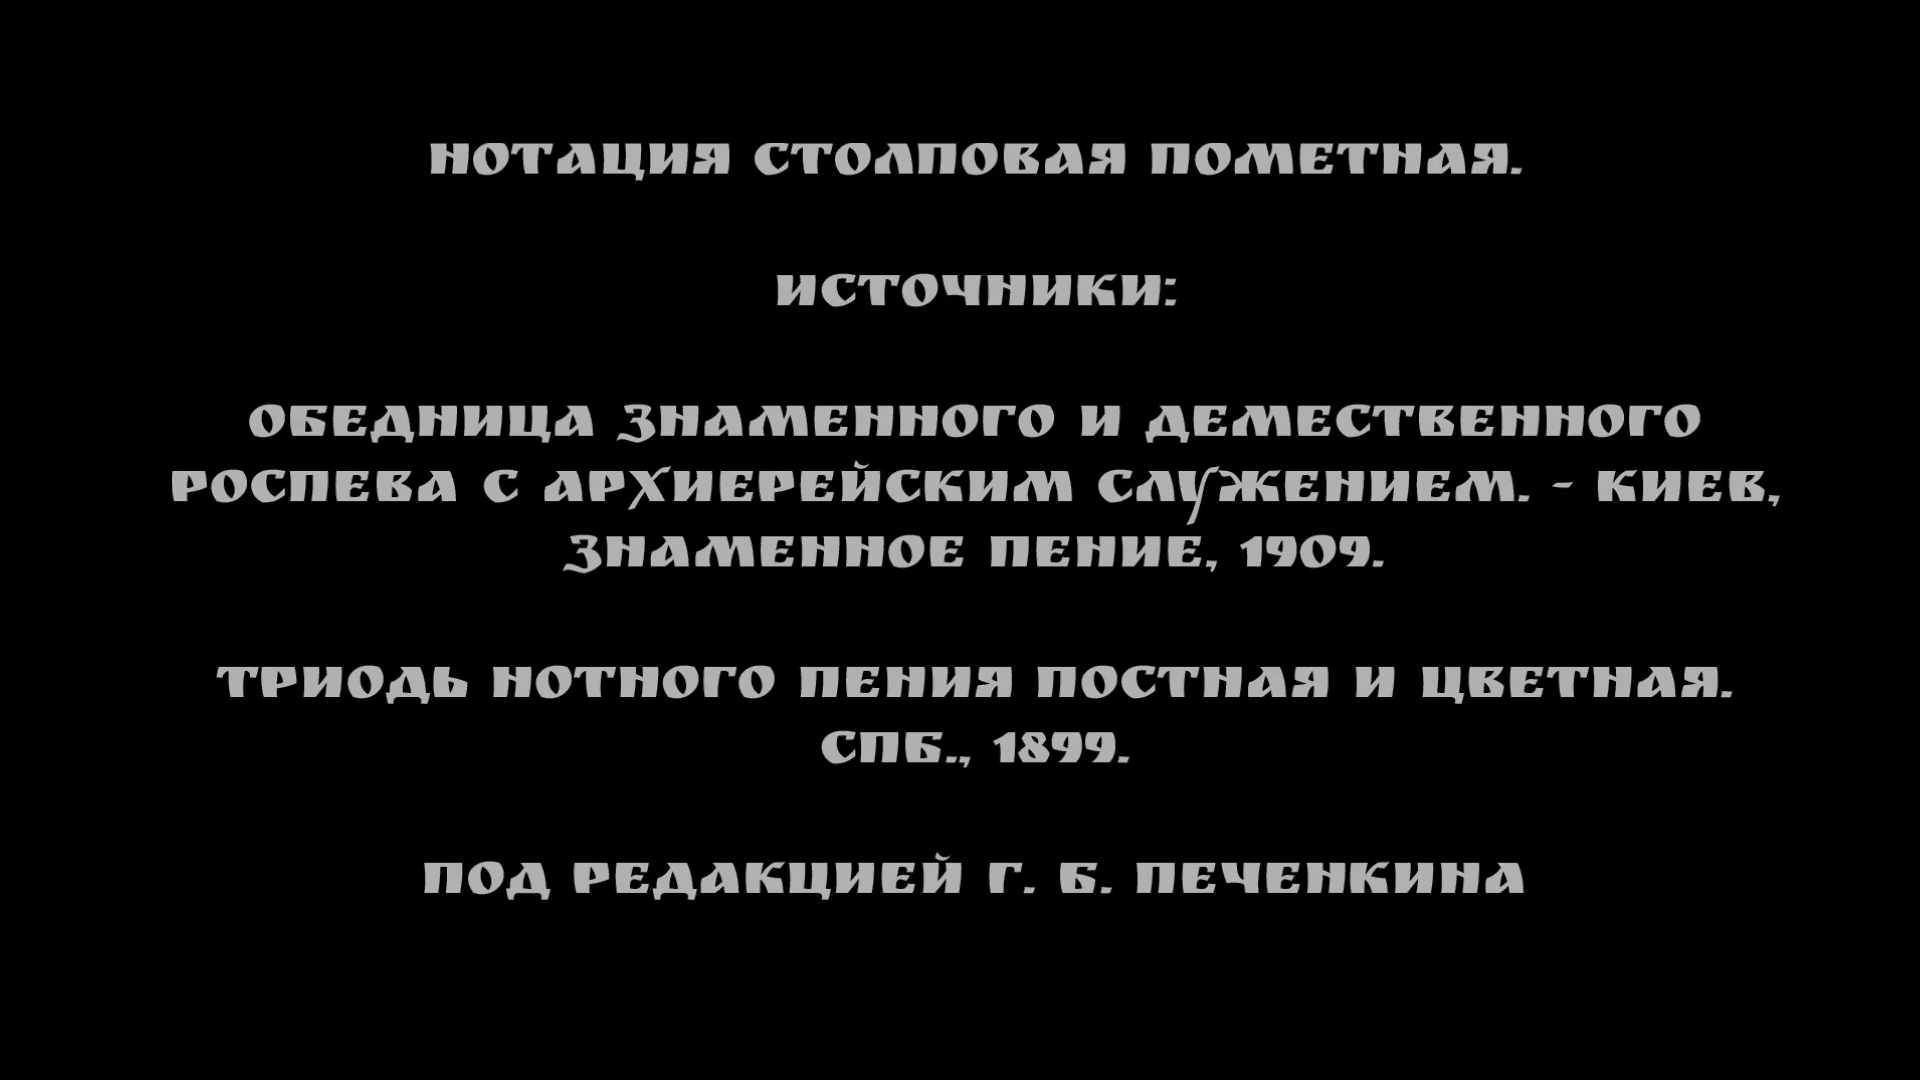 НОТАЦИЯ СТОЛПОВАЯ ПОМЕТНАЯ.
ИСТОЧНИКИ:
ОБЕДНИЦА ЗНАМЕННОГО И ДЕМЕСТВЕННОГО
РОСПЕВА С АРХИЕРЕЙСКИМ СЛУЖЕНИЕМ. - КИЕВ,
ЗНАМЕННОЕ ПЕНИЕ, 1909.
ТРИОДЬ НОТНОГО ПЕНИЯ ПОСТНАЯ И ЦВЕТНАЯ.
СПБ., 1899.
ПОД РЕДАКЦИЕЙ Г. Б. ПЕЧЕНКИНА